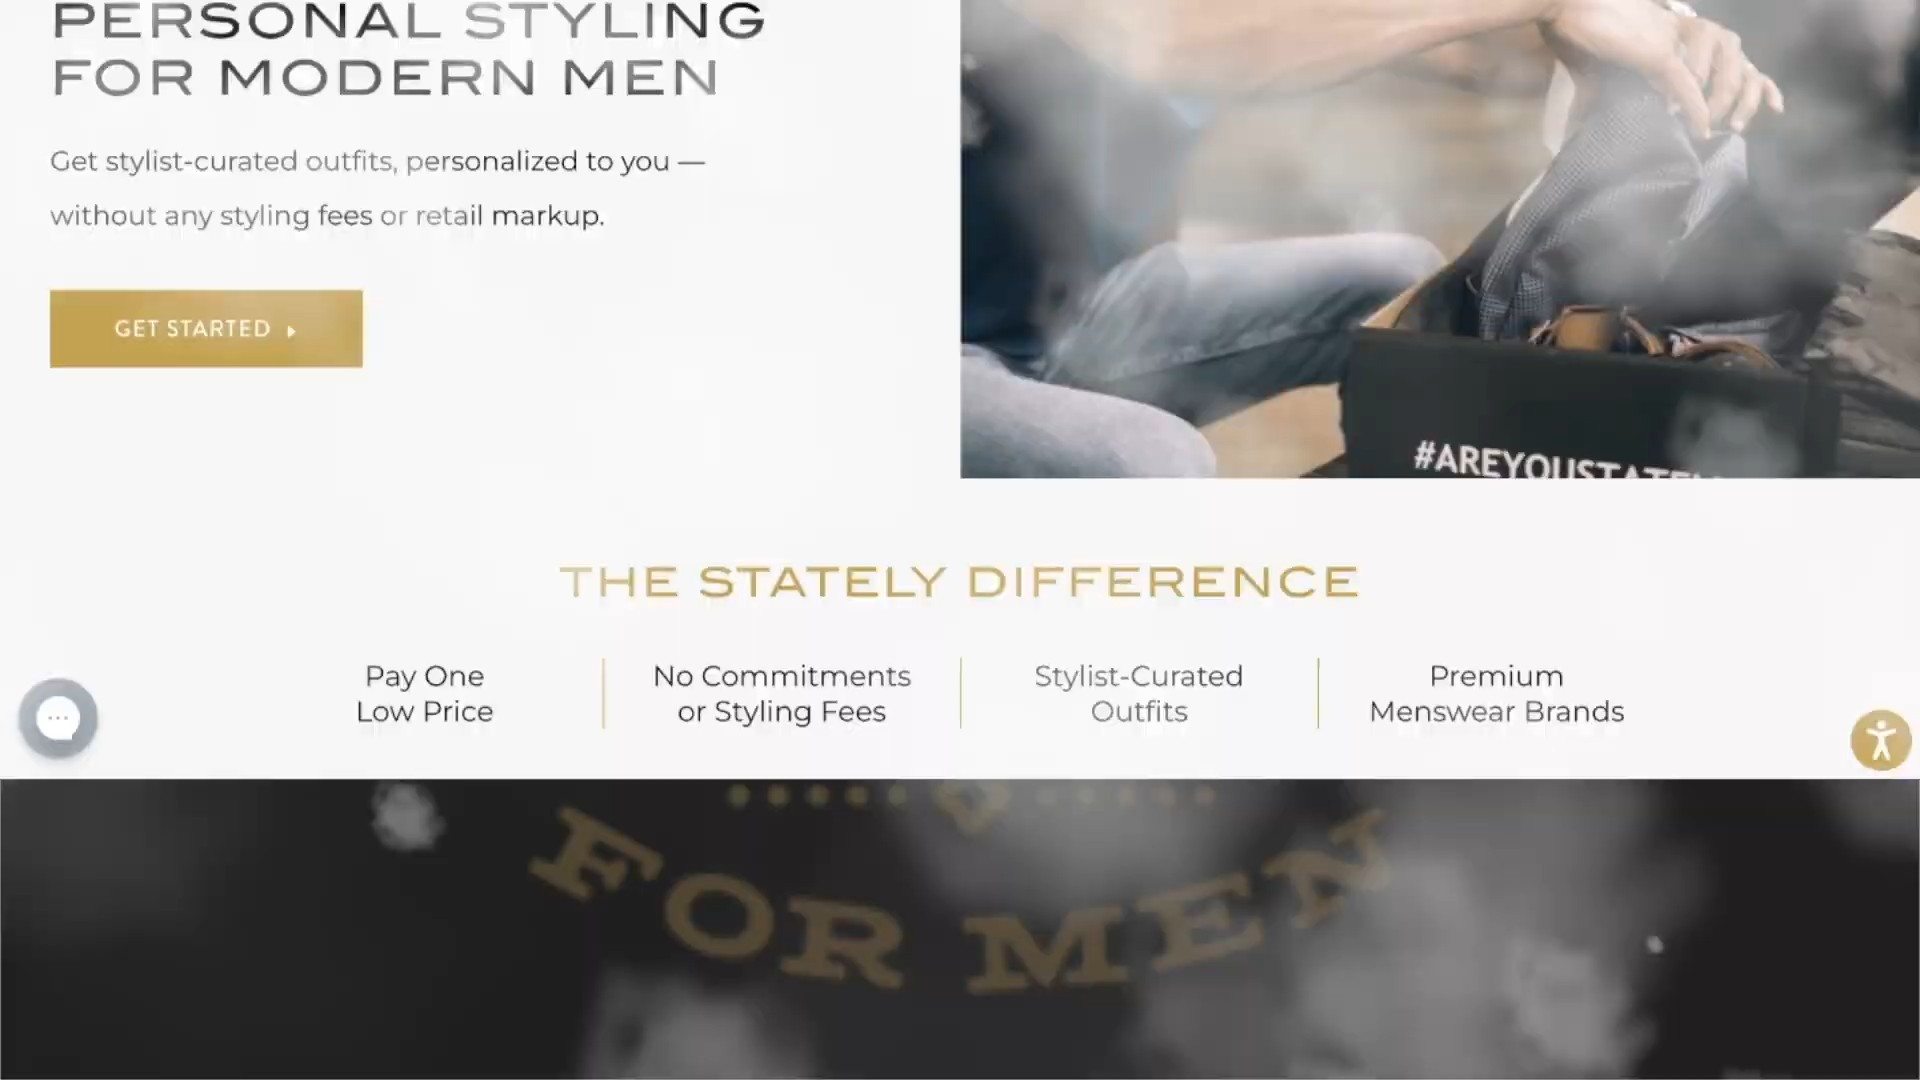 PERSONAL STYLING
FOR MODERN MEN
Get stylist-curated outfits, personalized to you —
without any styling fees or retail markup.
GET STARTED
THE STATELY DIFFERENCE
Pay One
Low Price
No Commitments
or Styling Fees
Stylist-Curated
Outfits
Premium
Menswear Brands
FOR MEN